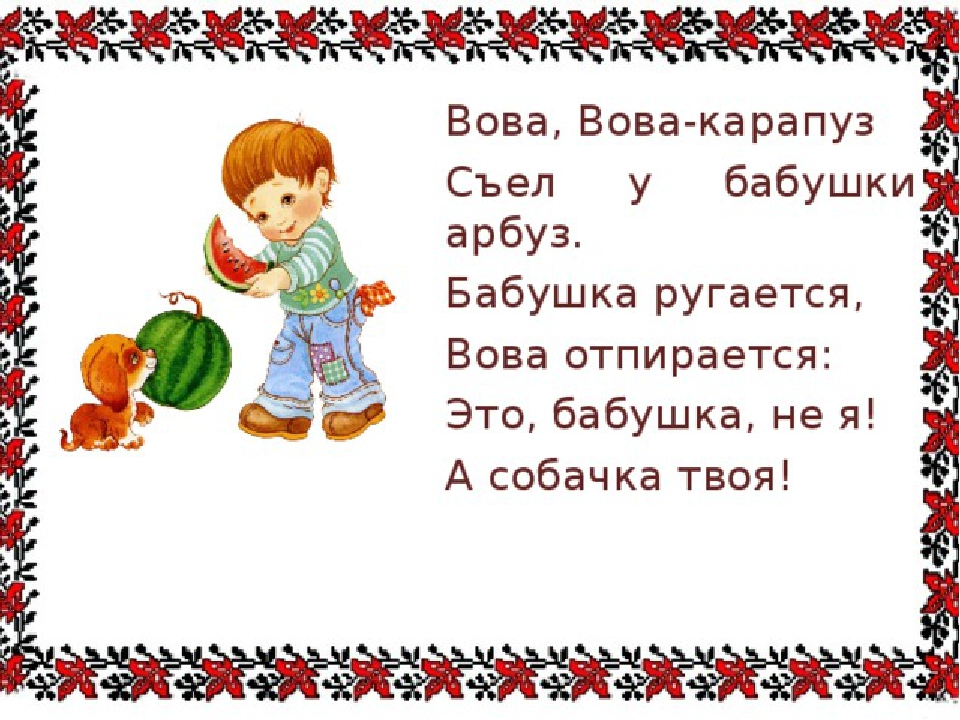 Вова, Вова-карапуз
Съел у бабушки
арбуз.
Бабушка ругается,
Вова отпирается:
Это, бабушка, не я!
А собачка твоя!